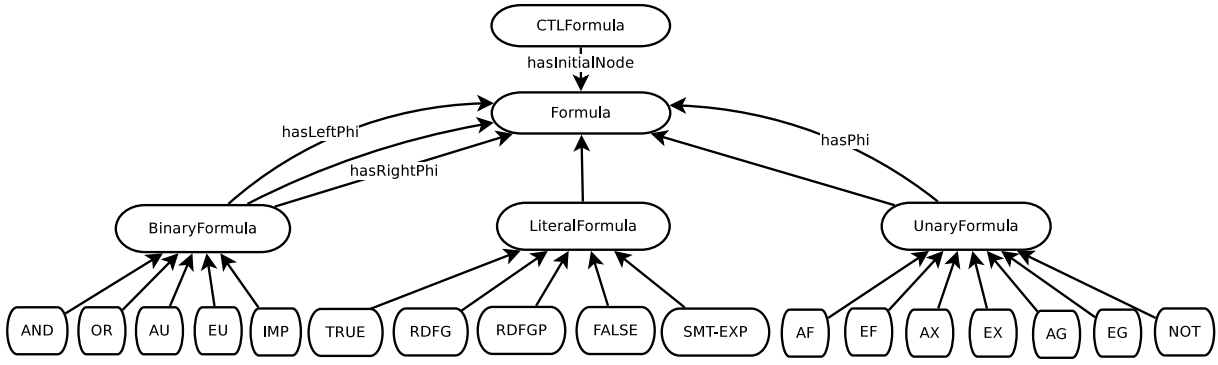 CTLFormula
hasInitialNode
Formula
hasLeftPhi
hasPhi
hasRightPhi
BinaryFormula
LiteralFormula
UnaryFormula
AND OR AU EU IMP TRUE RDFG RDFGP FALSE SMT-EXP AF EF AX EX AG EG NOT